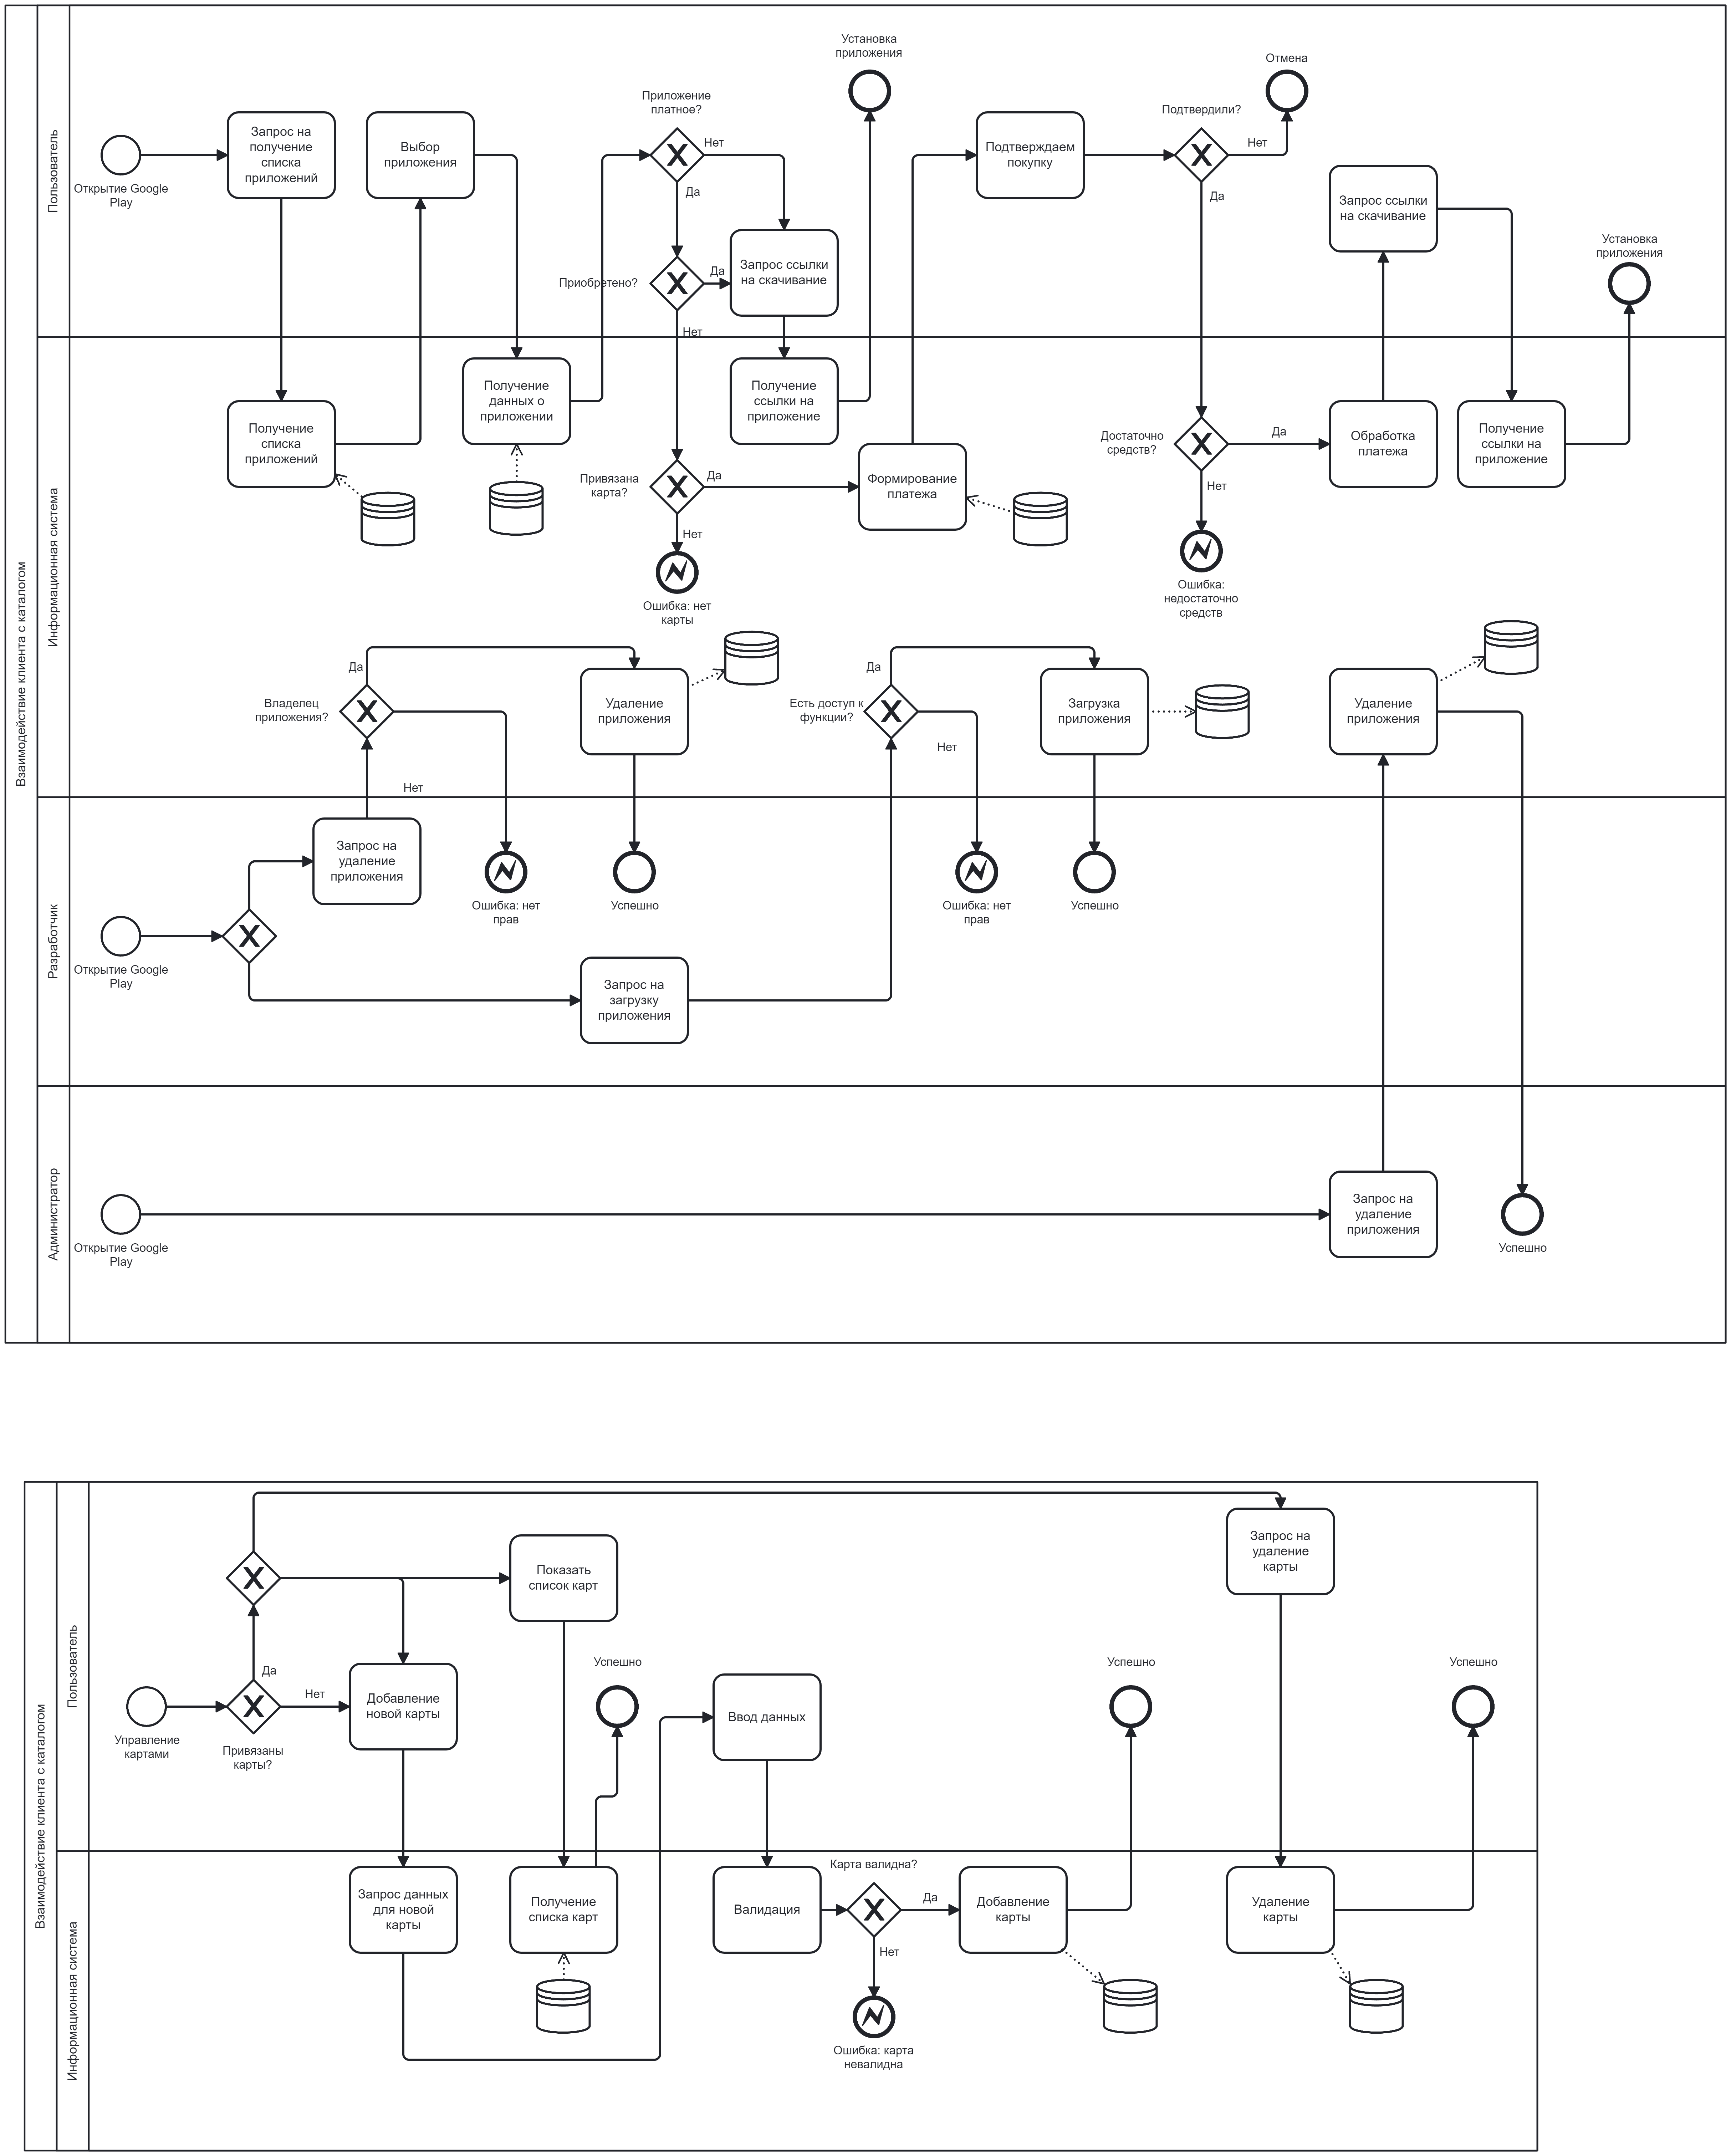 Взаимодействие клиента с каталогом
Пользователь
Открытие Google
Play
Запрос на
получение
списка
приложений
Выбор
приложения
Приложение
платное?
Нет
Да
Приобретено?
Да
Нет
Запрос ссылки
на скачивание
Установка
приложения
Подтверждаем
покупку
Подтвердили?
Нет
Да
Отмена
Запрос ссылки
на скачивание
Установка
приложения
Информационная система
Получение
списка
приложений
Получение
данных о
приложении
Привязана
карта?
Да
Нет
Ошибка: нет
карты
Получение
ссылки на
приложение
Формирование
платежа
Достаточно
средств?
Да
Нет
Ошибка:
недостаточно
средств
Обработка
платежа
Получение
ссылки на
приложение
Владелец
приложения?
Да
Нет
Удаление
приложения
Есть доступ к
функции?
Да
Нет
Загрузка
приложения
Удаление
приложения
Разработчик
Открытие Google
Play
Запрос на
удаление
приложения
Ошибка: нет
прав
Успешно
Запрос на
загрузку
приложения
Ошибка: нет
прав
Успешно
Администратор
Открытие Google
Play
Запрос на
удаление
приложения
Успешно
Взаимодействие клиента с каталогом
Пользователь
Управление
картами
Привязаны
карты?
Да
Нет
Добавление
новой карты
Показать
список карт
Успешно
Ввод данных
Успешно
Запрос на
удаление
карты
Успешно
Информационная система
Запрос данных
для новой
карты
Получение
списка карт
Валидация
Карта валидна?
Да
Нет
Ошибка: карта
невалидна
Добавление
карты
Удаление
карты